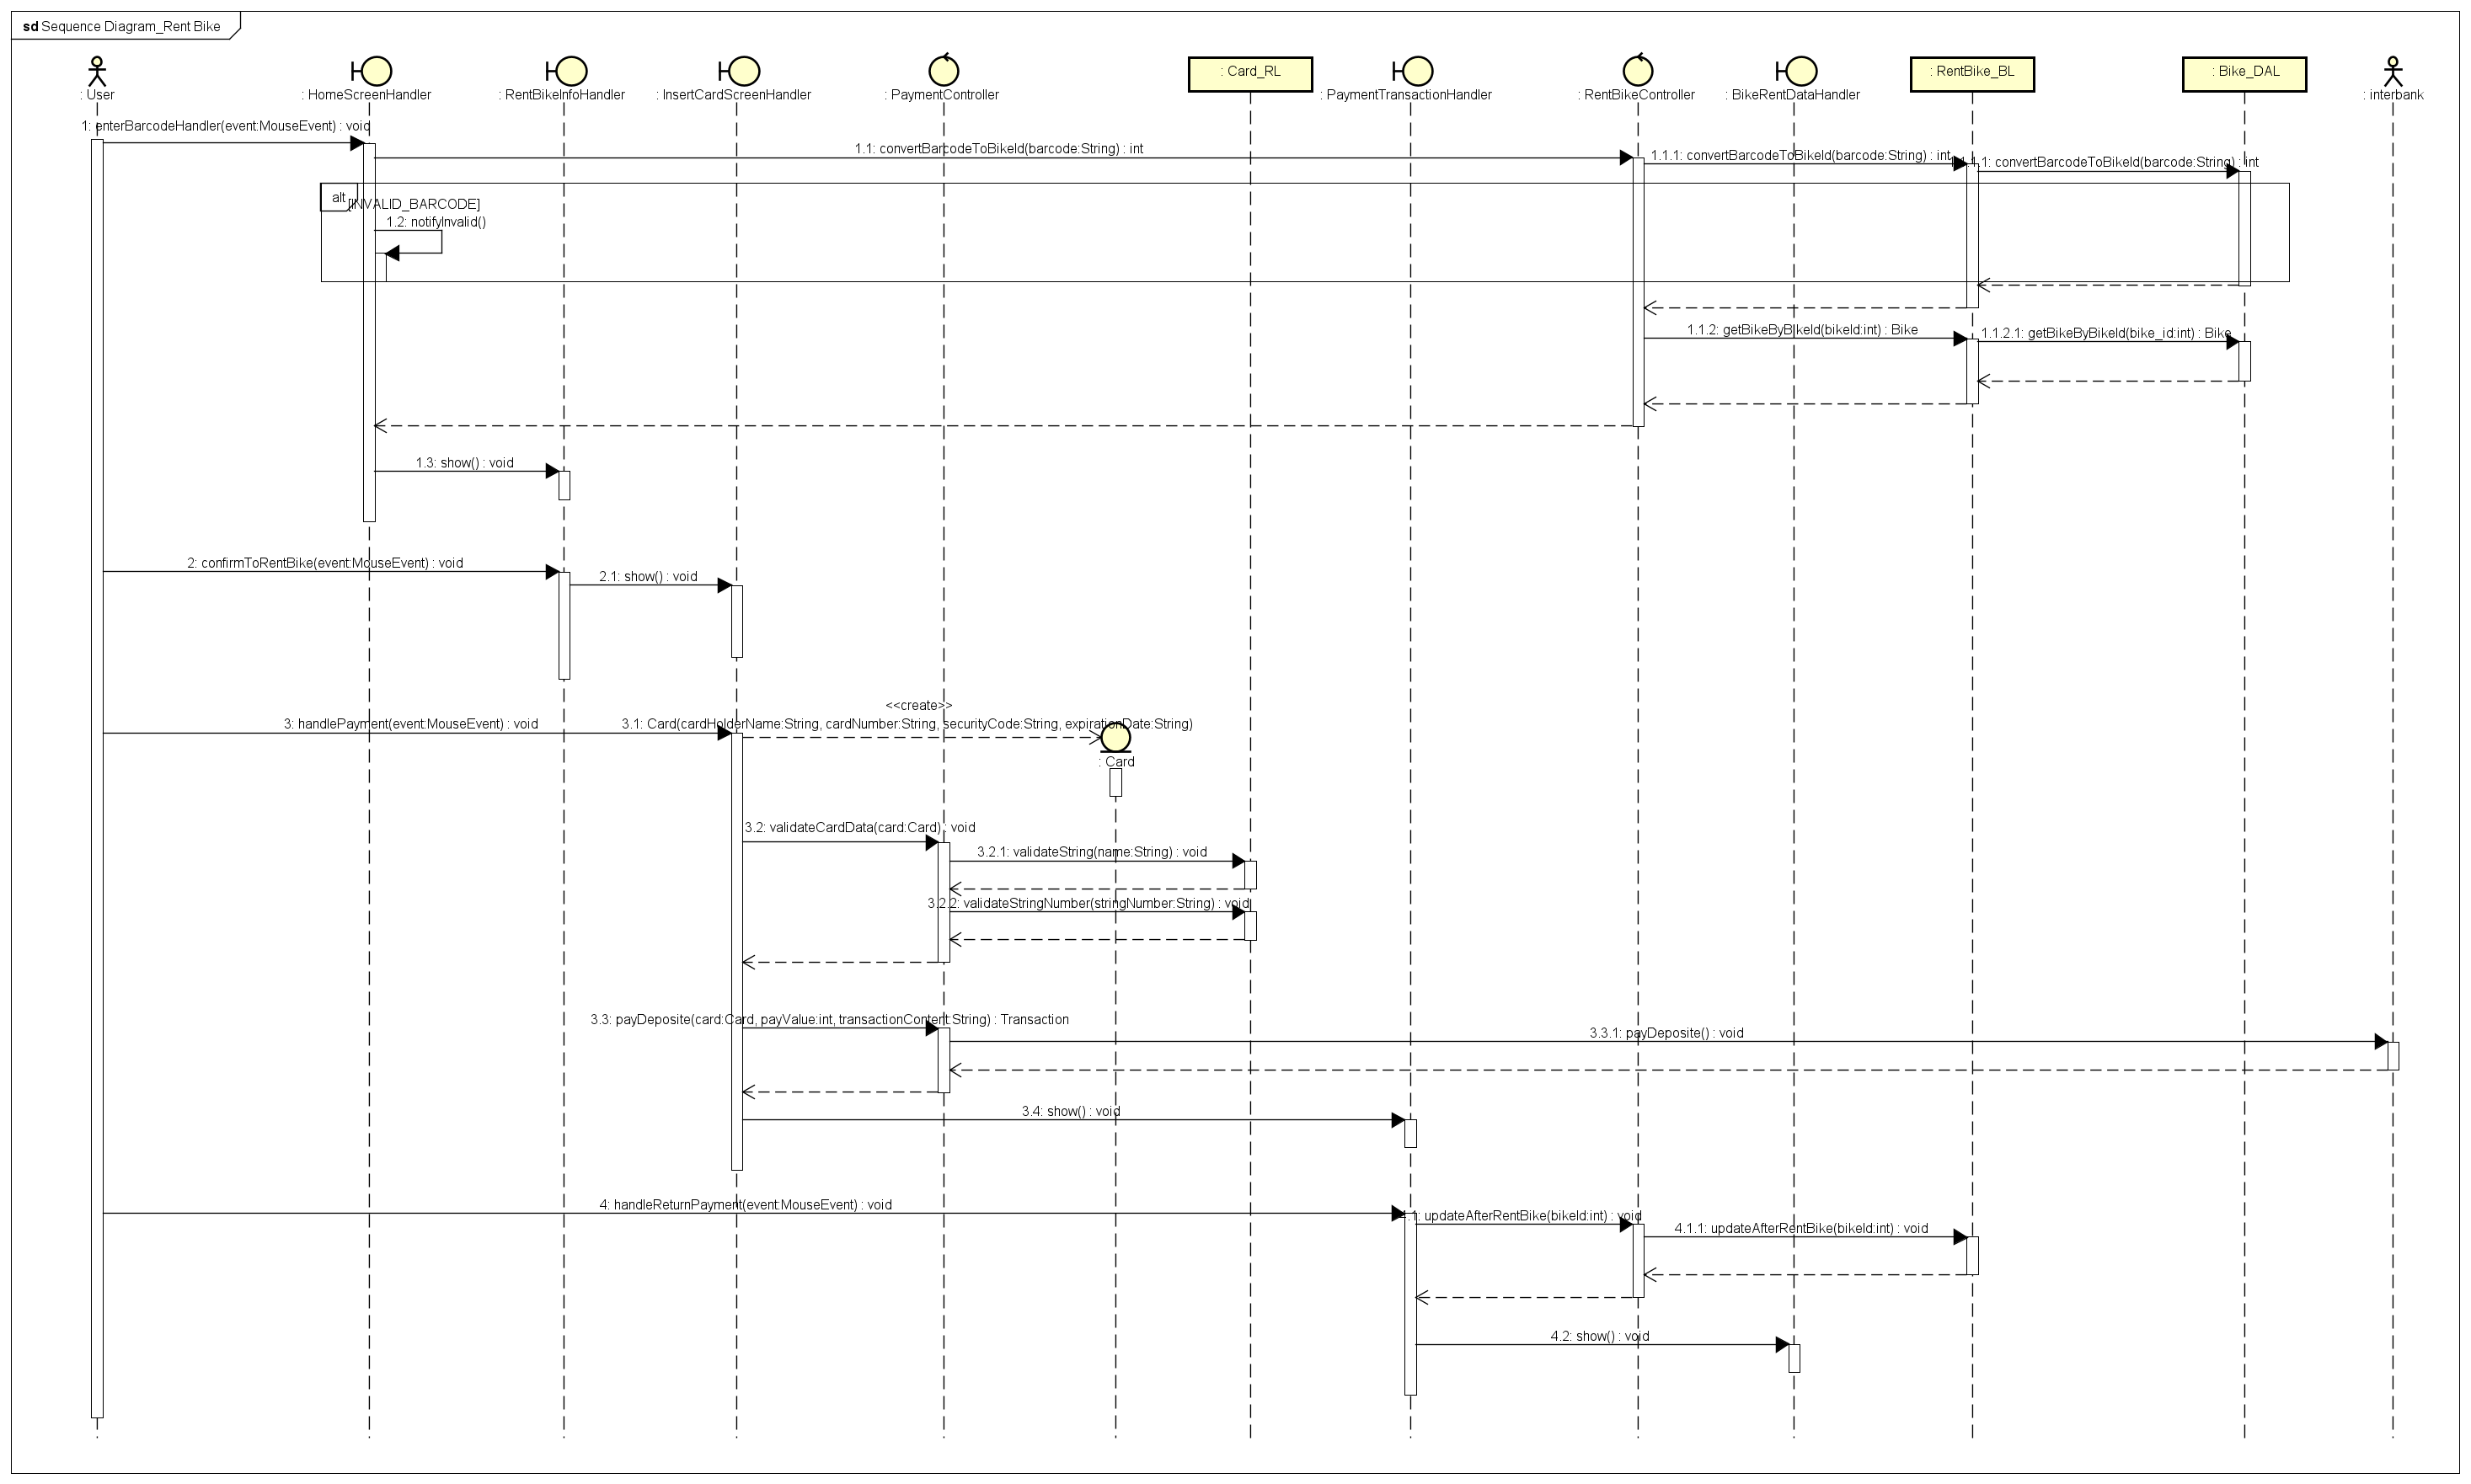 sd Sequence Diagram_Rent Bike
: User
: HomeScreenHandler
: RentBikeInfoHandler
: InsertCardScreenHandler
: PaymentController
: Card_RL
: PaymentTransactionHandler
: RentBikeController
: BikeRentDataHandler
: RentBike_BL
: Bike_DAL
: interbank
1: enterBarcodeHandler(event:MouseEvent) : void
1.1: convertBarcodeToBikeId(barcode:String) : int
1.1.1: convertBarcodeToBikeId(barcode:String) : int
1.1: convertBarcodeToBikeId(barcode:String) : int
alt
[INVALID_BARCODE]
1.2: notifyInvalid()
1.1.2: getBikeByBikeId(bikeId:int) : Bike
1.1.2.1: getBikeByBikeId(bike_id:int) : Bike
1.3: show() : void
2: confirmToRentBike(event:MouseEvent) : void
2.1: show() : void
<<create>>
3: handlePayment(event:MouseEvent) : void
3.1: Card(cardHolderName:String, cardNumber:String, securityCode:String, expirationDate:String)
: Card
3.2: validateCardData(card:Card) : void
3.2.1: validateString(name:String) : void
3.2.2: validateStringNumber(stringNumber:String) : void
3.3: payDeposite(card:Card, payValue:int, transactionContent:String) : Transaction
3.3.1: payDeposite() : void
3.4: show() : void
4: handleReturnPayment(event:MouseEvent) : void
4.1: updateAfterRentBike(bikeId:int) : void
4.1.1: updateAfterRentBike(bikeId:int) : void
4.2: show() : void